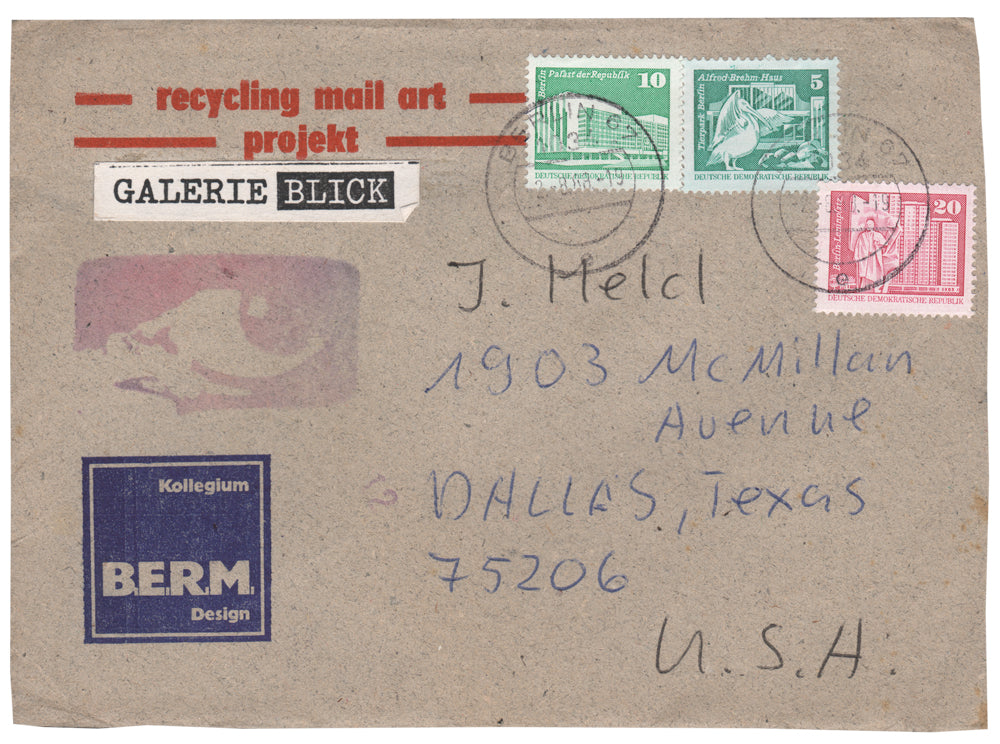 recycling mail art
projekt
GALERIE BLICK
Berlin
Palast der Republik
10
DEUTSCHE DEMOKRATISCHE REPUBLIK
Tierpark Berlin
Alfred-Brehm-Haus
5
DEUTSCHE DEMOKRATISCHE REPUBLIK
Berlin-Leninplatz
20
DEUTSCHE DEMOKRATISCHE REPUBLIK
BERLIN 67
e
J. Held
1903 McMillan
Avenue
DALLAS, Texas
75206
U.S.A.
Kollegium
B.E.R.M.
Design